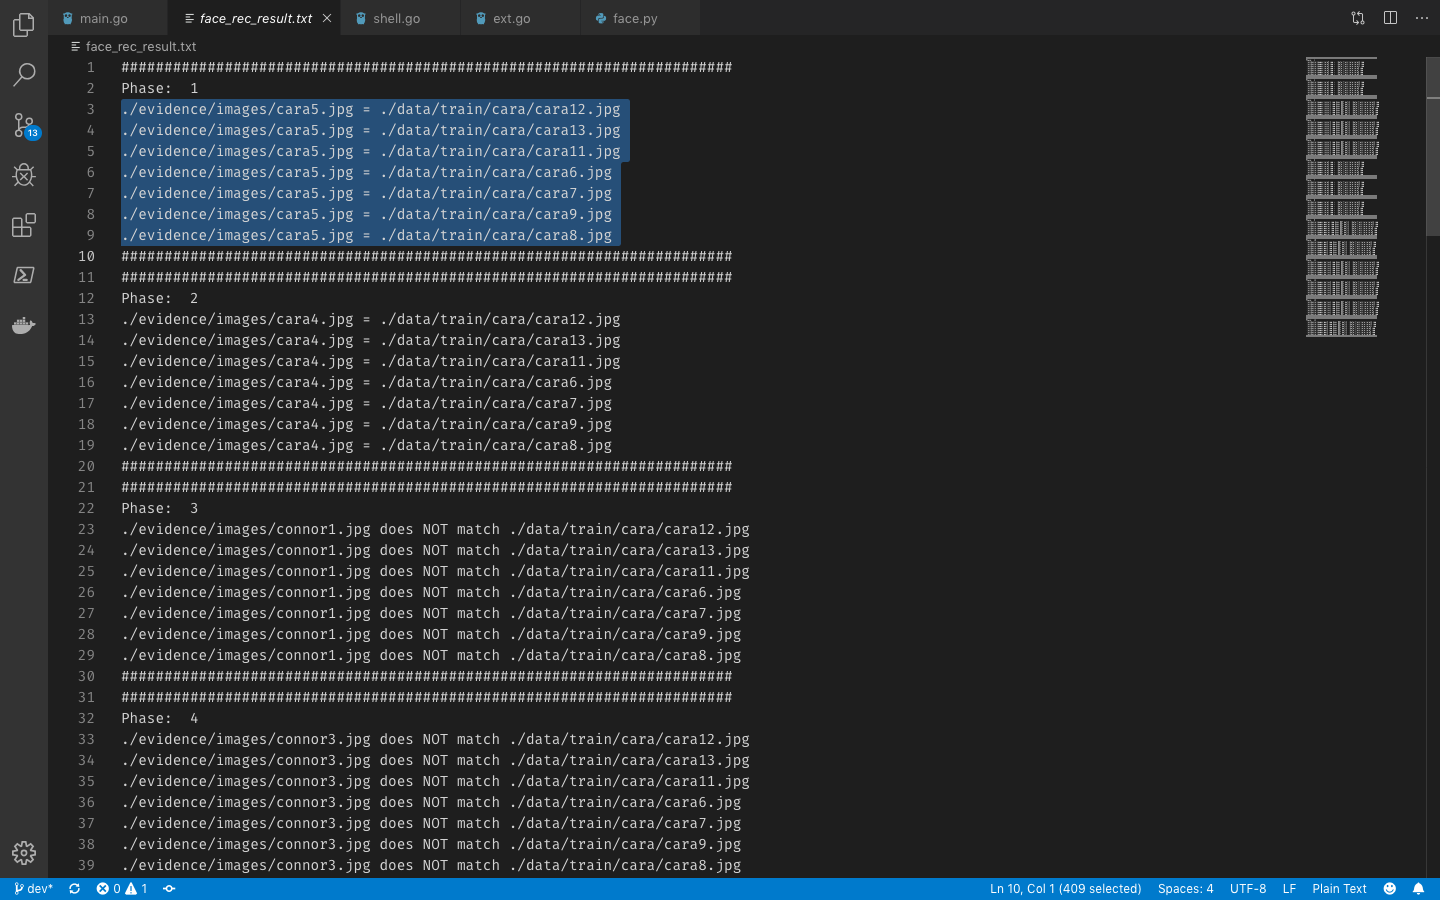 main.go
face_rec_result.txt
shell.go
ext.go
face.py
face_rec_result.txt
1 #######################################################################
2 Phase:  1
3 ./evidence/images/cara5.jpg = ./data/train/cara/cara12.jpg
4 ./evidence/images/cara5.jpg = ./data/train/cara/cara13.jpg
5 ./evidence/images/cara5.jpg = ./data/train/cara/cara11.jpg
6 ./evidence/images/cara5.jpg = ./data/train/cara/cara6.jpg
7 ./evidence/images/cara5.jpg = ./data/train/cara/cara7.jpg
8 ./evidence/images/cara5.jpg = ./data/train/cara/cara9.jpg
9 ./evidence/images/cara5.jpg = ./data/train/cara/cara8.jpg
10 #######################################################################
11 #######################################################################
12 Phase:  2
13 ./evidence/images/cara4.jpg = ./data/train/cara/cara12.jpg
14 ./evidence/images/cara4.jpg = ./data/train/cara/cara13.jpg
15 ./evidence/images/cara4.jpg = ./data/train/cara/cara11.jpg
16 ./evidence/images/cara4.jpg = ./data/train/cara/cara6.jpg
17 ./evidence/images/cara4.jpg = ./data/train/cara/cara7.jpg
18 ./evidence/images/cara4.jpg = ./data/train/cara/cara9.jpg
19 ./evidence/images/cara4.jpg = ./data/train/cara/cara8.jpg
20 #######################################################################
21 #######################################################################
22 Phase:  3
23 ./evidence/images/connor1.jpg does NOT match ./data/train/cara/cara12.jpg
24 ./evidence/images/connor1.jpg does NOT match ./data/train/cara/cara13.jpg
25 ./evidence/images/connor1.jpg does NOT match ./data/train/cara/cara11.jpg
26 ./evidence/images/connor1.jpg does NOT match ./data/train/cara/cara6.jpg
27 ./evidence/images/connor1.jpg does NOT match ./data/train/cara/cara7.jpg
28 ./evidence/images/connor1.jpg does NOT match ./data/train/cara/cara9.jpg
29 ./evidence/images/connor1.jpg does NOT match ./data/train/cara/cara8.jpg
30 #######################################################################
31 #######################################################################
32 Phase:  4
33 ./evidence/images/connor3.jpg does NOT match ./data/train/cara/cara12.jpg
34 ./evidence/images/connor3.jpg does NOT match ./data/train/cara/cara13.jpg
35 ./evidence/images/connor3.jpg does NOT match ./data/train/cara/cara11.jpg
36 ./evidence/images/connor3.jpg does NOT match ./data/train/cara/cara6.jpg
37 ./evidence/images/connor3.jpg does NOT match ./data/train/cara/cara7.jpg
38 ./evidence/images/connor3.jpg does NOT match ./data/train/cara/cara9.jpg
39 ./evidence/images/connor3.jpg does NOT match ./data/train/cara/cara8.jpg
13
dev* 0 1 Ln 10, Col 1 (409 selected) Spaces: 4 UTF-8 LF Plain Text